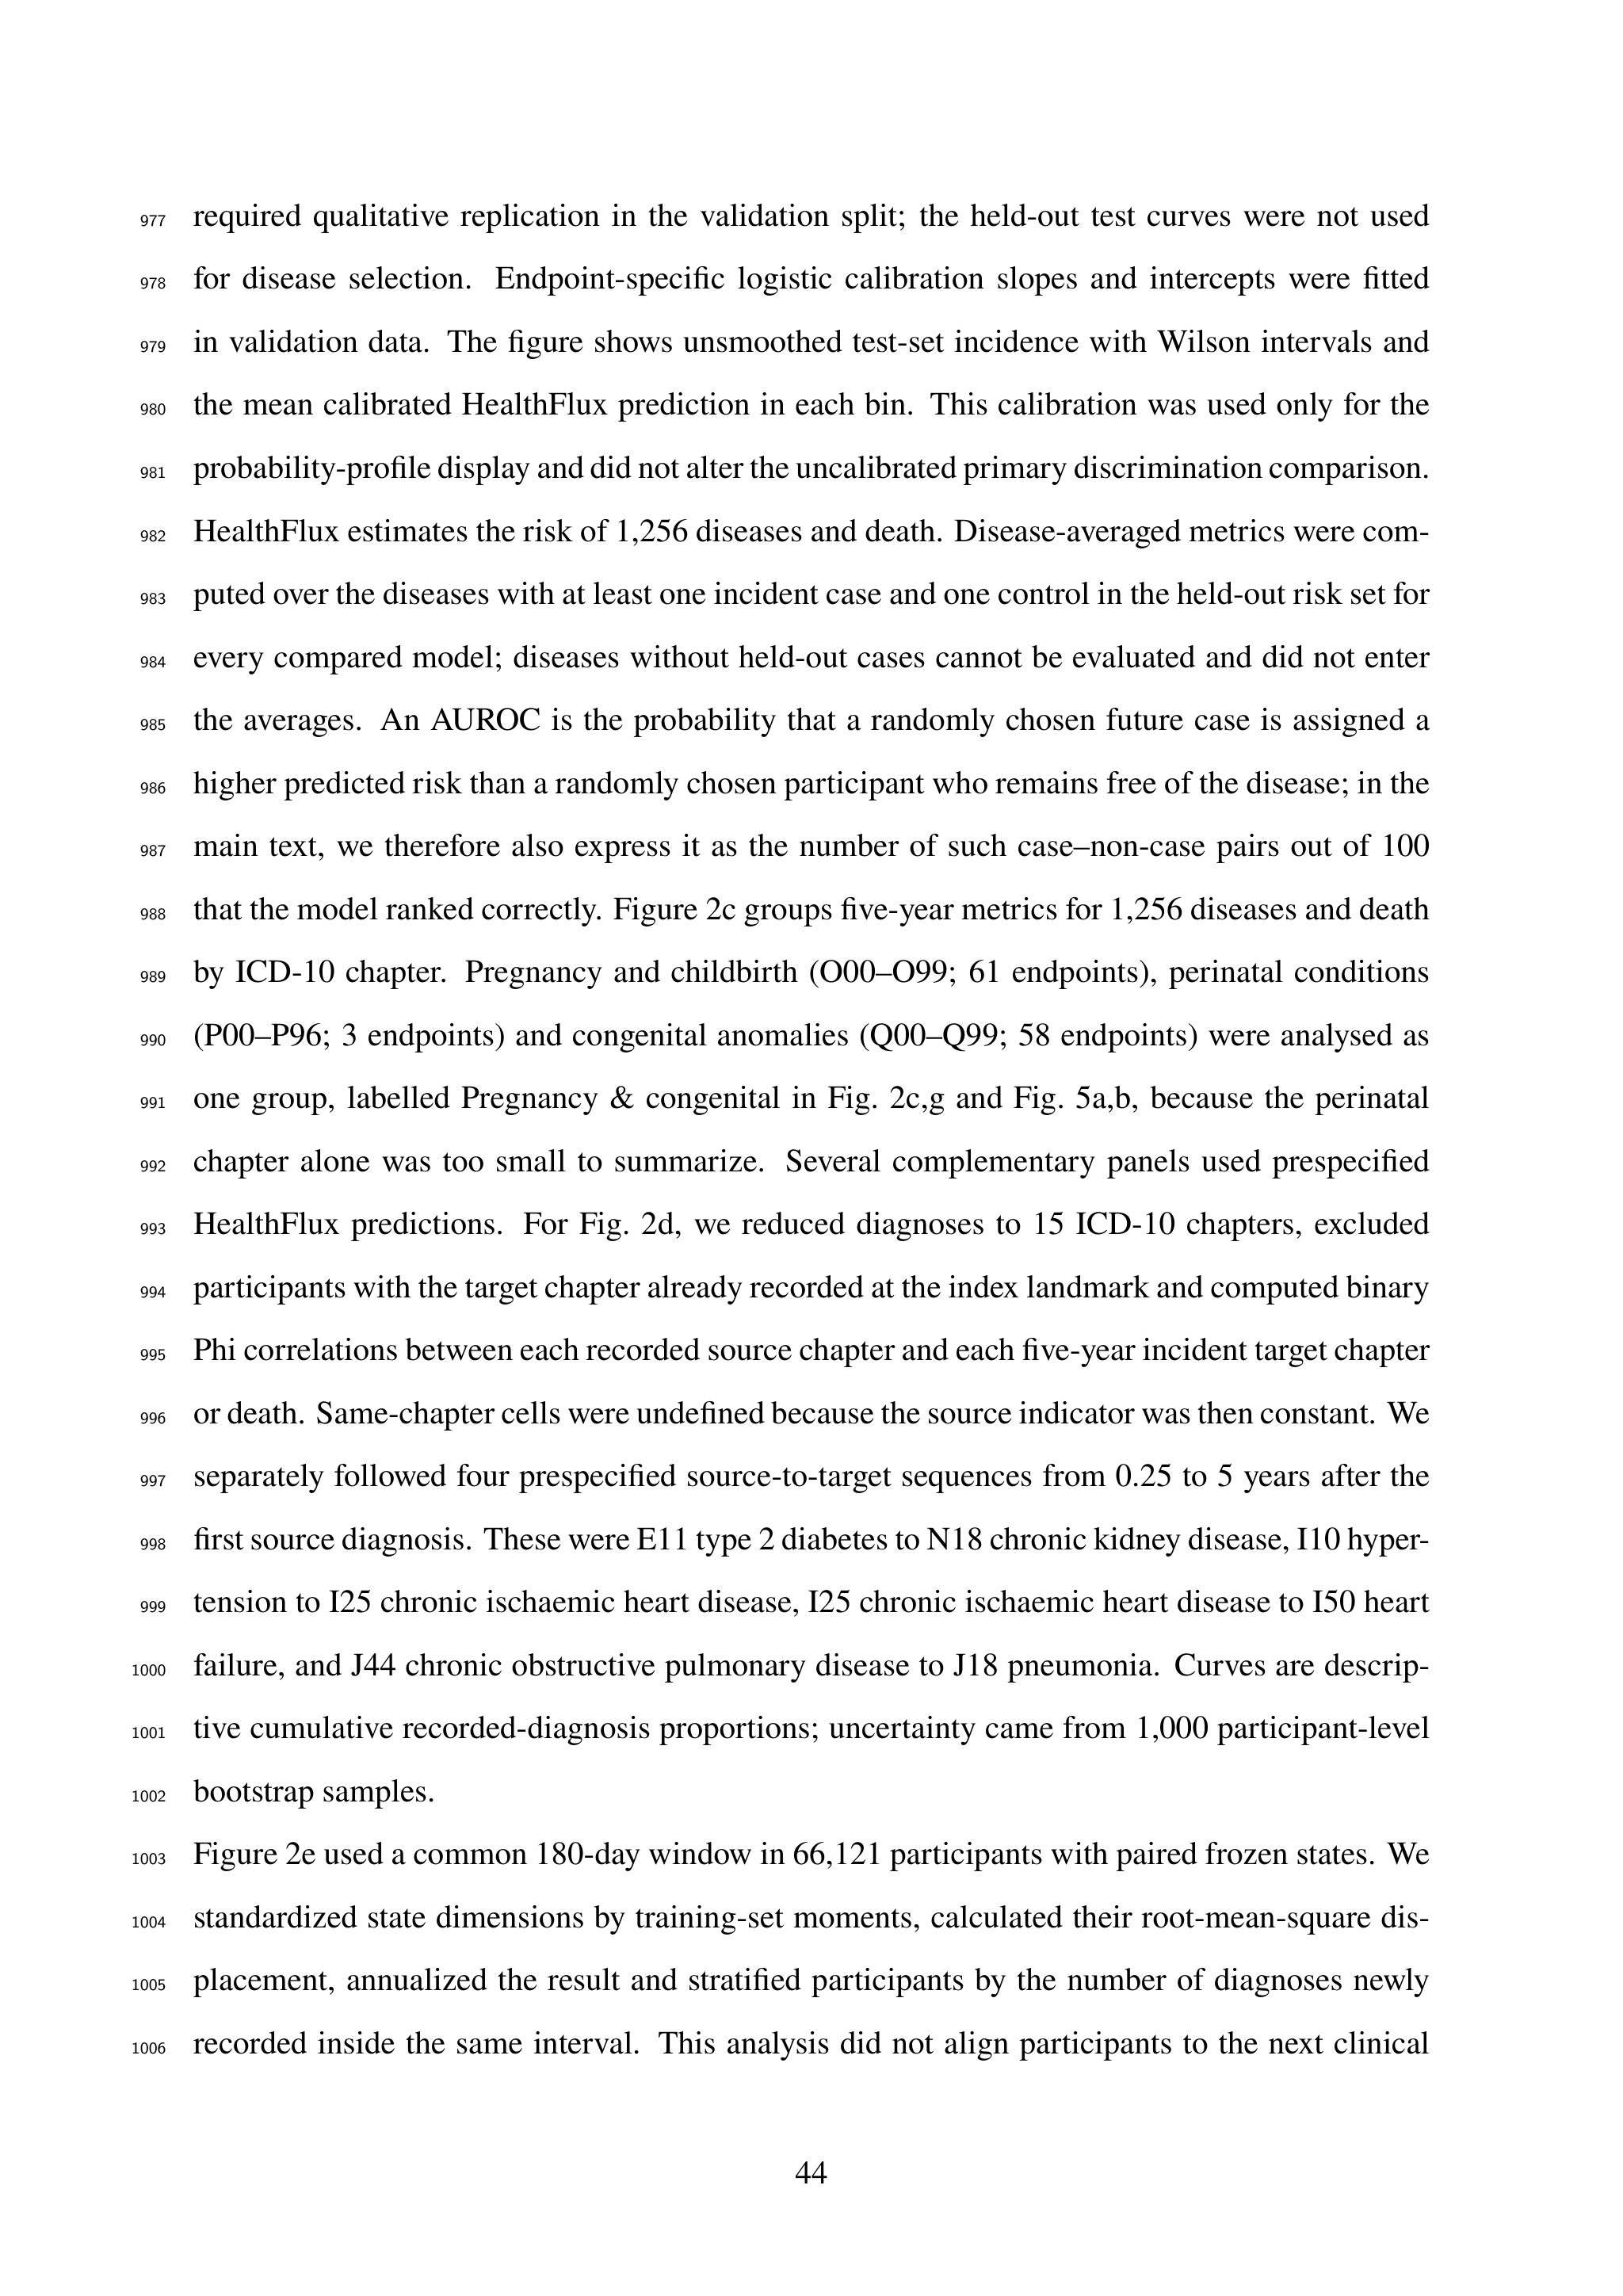 977 required qualitative replication in the validation split; the held-out test curves were not used
978 for disease selection. Endpoint-specific logistic calibration slopes and intercepts were fitted
979 in validation data. The figure shows unsmoothed test-set incidence with Wilson intervals and
980 the mean calibrated HealthFlux prediction in each bin. This calibration was used only for the
981 probability-profile display and did not alter the uncalibrated primary discrimination comparison.
982 HealthFlux estimates the risk of 1,256 diseases and death. Disease-averaged metrics were com-
983 puted over the diseases with at least one incident case and one control in the held-out risk set for
984 every compared model; diseases without held-out cases cannot be evaluated and did not enter
985 the averages. An AUROC is the probability that a randomly chosen future case is assigned a
986 higher predicted risk than a randomly chosen participant who remains free of the disease; in the
987 main text, we therefore also express it as the number of such case–non-case pairs out of 100
988 that the model ranked correctly. Figure 2c groups five-year metrics for 1,256 diseases and death
989 by ICD-10 chapter. Pregnancy and childbirth (O00–O99; 61 endpoints), perinatal conditions
990 (P00–P96; 3 endpoints) and congenital anomalies (Q00–Q99; 58 endpoints) were analysed as
991 one group, labelled Pregnancy & congenital in Fig. 2c,g and Fig. 5a,b, because the perinatal
992 chapter alone was too small to summarize. Several complementary panels used prespecified
993 HealthFlux predictions. For Fig. 2d, we reduced diagnoses to 15 ICD-10 chapters, excluded
994 participants with the target chapter already recorded at the index landmark and computed binary
995 Phi correlations between each recorded source chapter and each five-year incident target chapter
996 or death. Same-chapter cells were undefined because the source indicator was then constant. We
997 separately followed four prespecified source-to-target sequences from 0.25 to 5 years after the
998 first source diagnosis. These were E11 type 2 diabetes to N18 chronic kidney disease, I10 hyper-
999 tension to I25 chronic ischaemic heart disease, I25 chronic ischaemic heart disease to I50 heart
1000 failure, and J44 chronic obstructive pulmonary disease to J18 pneumonia. Curves are descrip-
1001 tive cumulative recorded-diagnosis proportions; uncertainty came from 1,000 participant-level
1002 bootstrap samples.
1003 Figure 2e used a common 180-day window in 66,121 participants with paired frozen states. We
1004 standardized state dimensions by training-set moments, calculated their root-mean-square dis-
1005 placement, annualized the result and stratified participants by the number of diagnoses newly
1006 recorded inside the same interval. This analysis did not align participants to the next clinical
44